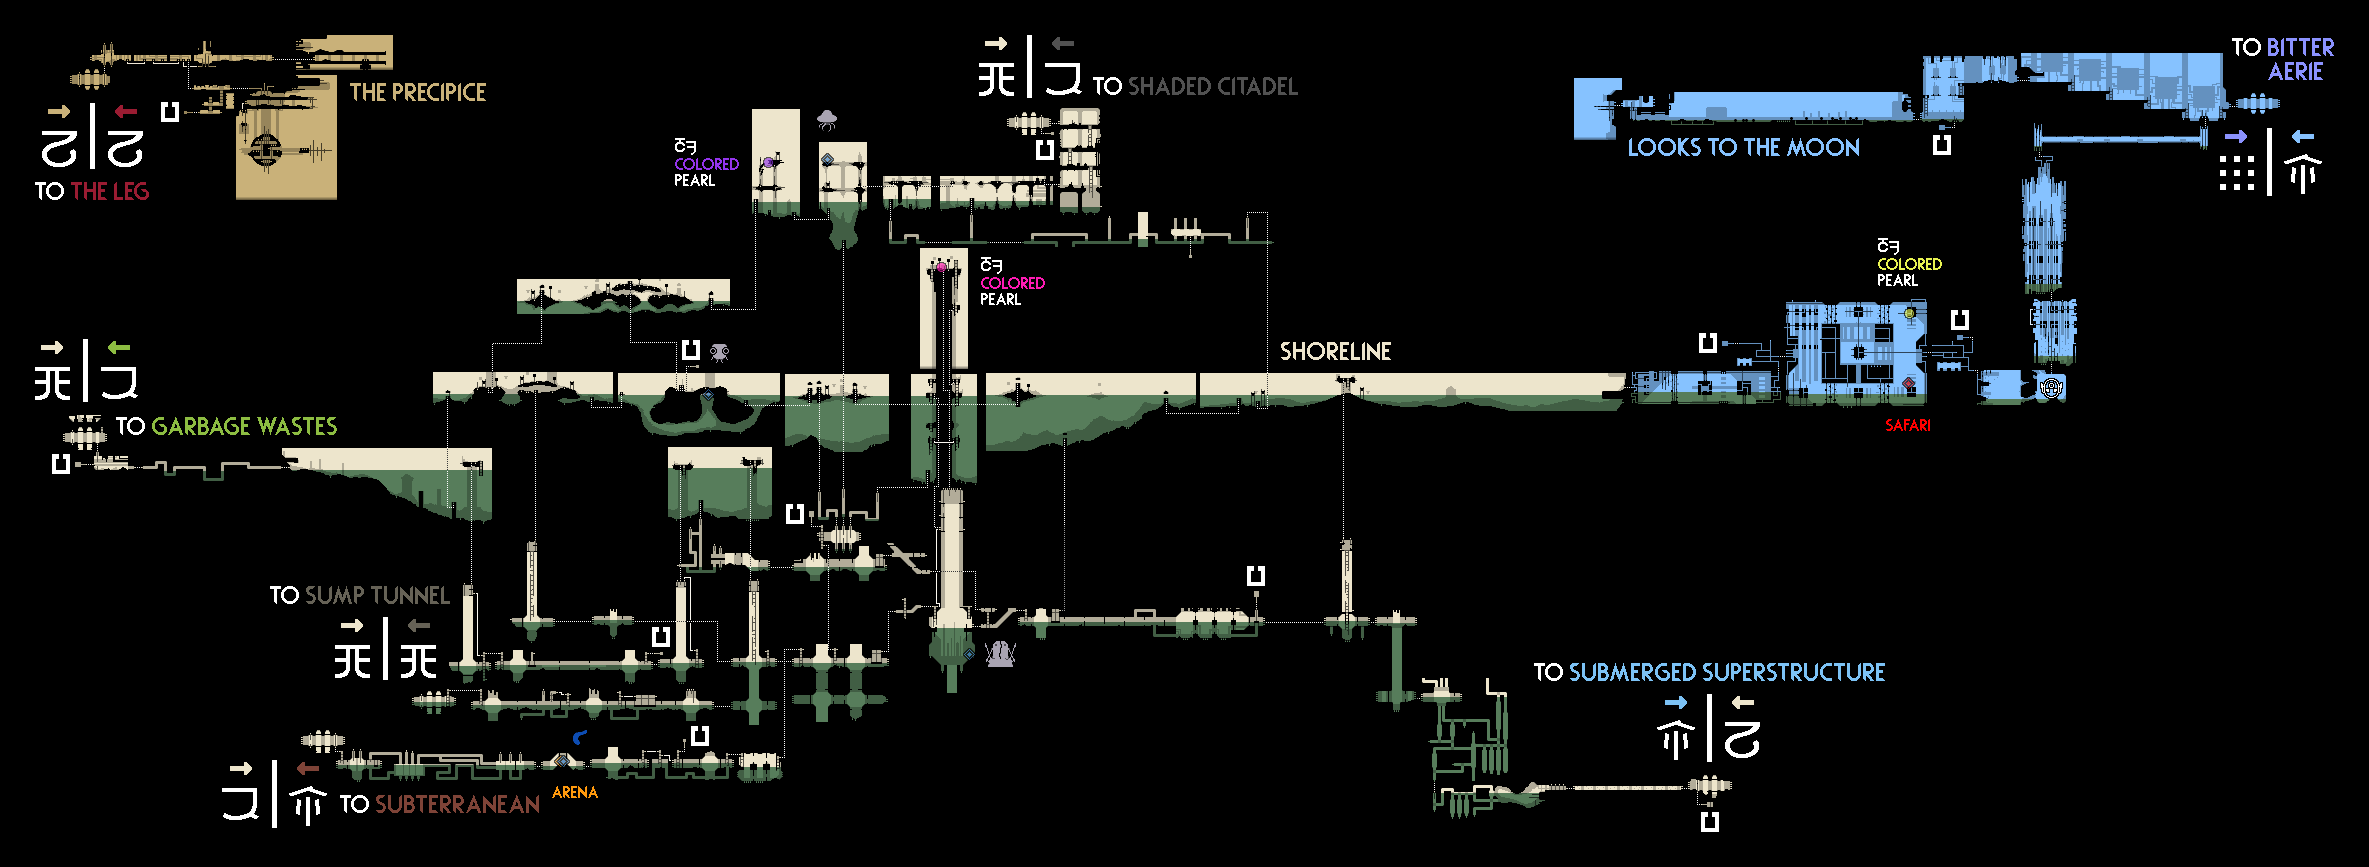 THE PRECIPICE
TO THE LEG
COLORED
PEARL
TO SHADED CITADEL
COLORED
PEARL
LOOKS TO THE MOON
TO BITTER
AERIE
COLORED
PEARL
SHORELINE
SAFARI
TO GARBAGE WASTES
TO SUMP TUNNEL
TO SUBMERGED SUPERSTRUCTURE
ARENA
TO SUBTERRANEAN